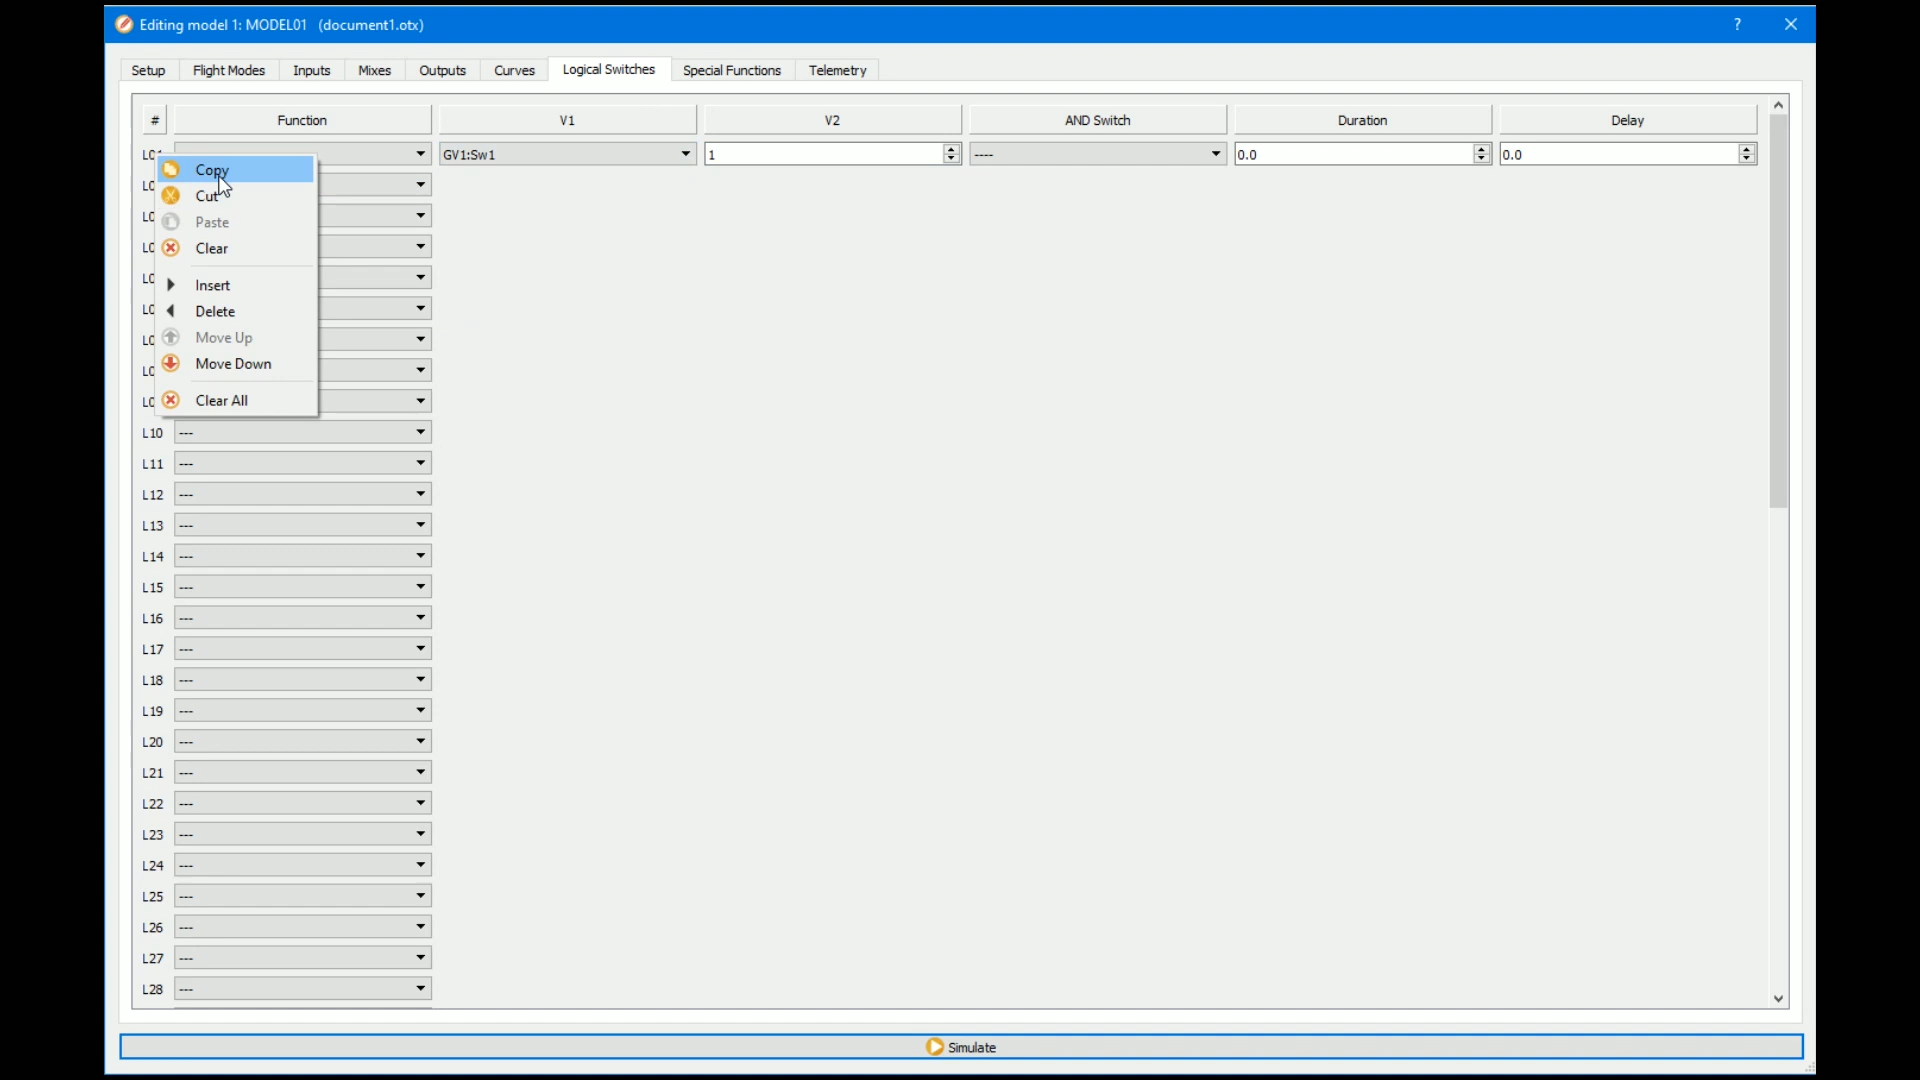 Editing model 1: MODEL01 (document1.otx) ?
Setup Flight Modes Inputs Mixes Outputs Curves Logical Switches Special Functions Telemetry
# Function V1 V2 AND Switch Duration Delay
GV1:Sw1 1 ---- 0.0 0.0
Copy
Cut
Paste
Clear
Insert
Delete
Move Up
Move Down
Clear All
L10 ---
L11 ---
L12 ---
L13 ---
L14 ---
L15 ---
L16 ---
L17 ---
L18 ---
L19 ---
L20 ---
L21 ---
L22 ---
L23 ---
L24 ---
L25 ---
L26 ---
L27 ---
L28 ---
Simulate